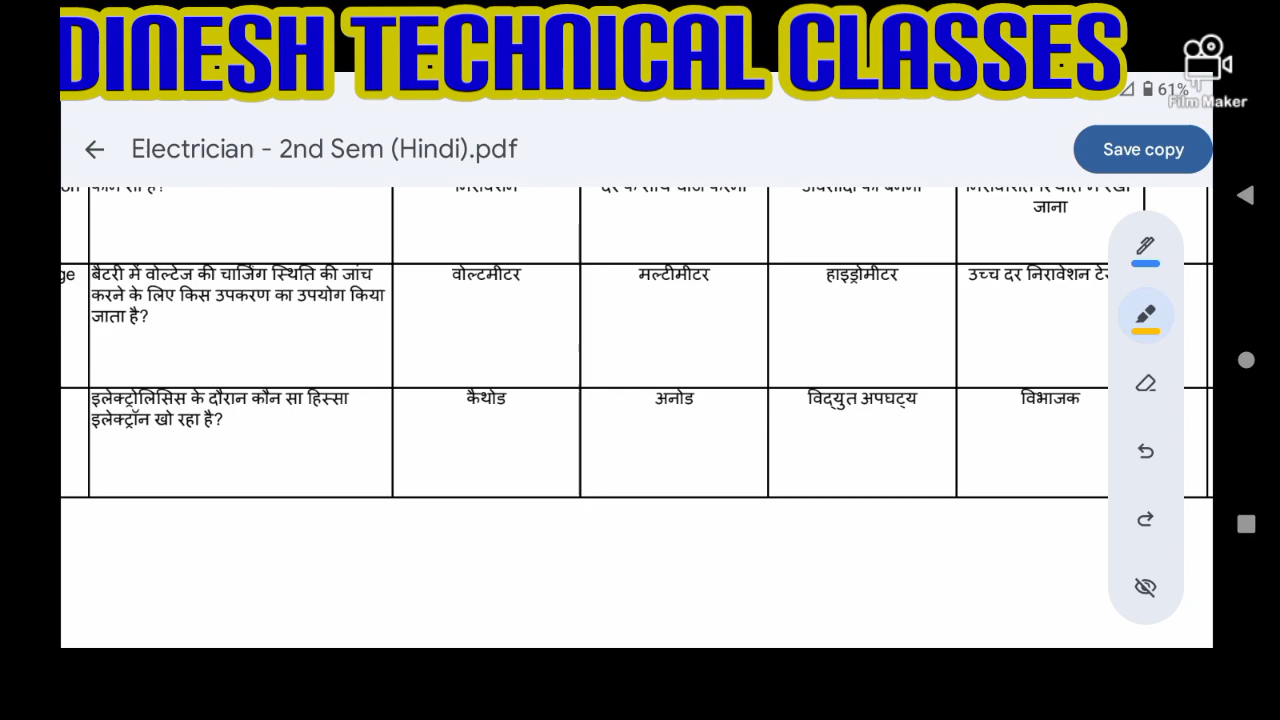 DINESH TECHNICAL CLASSES
61%
Film Maker
Electrician - 2nd Sem (Hindi).pdf
Save copy
जाना
बैटरी में वोल्टेज की चार्जिंग स्थिति की जांच
करने के लिए किस उपकरण का उपयोग किया
जाता है?
वोल्टमीटर
मल्टीमीटर
हाइड्रोमीटर
उच्च दर निरावेशन
इलेक्ट्रोलिसिस के दौरान कौन सा हिस्सा
इलेक्ट्रॉन खो रहा है?
कैथोड
अनोड
विद्युत अपघट्य
विभाजक